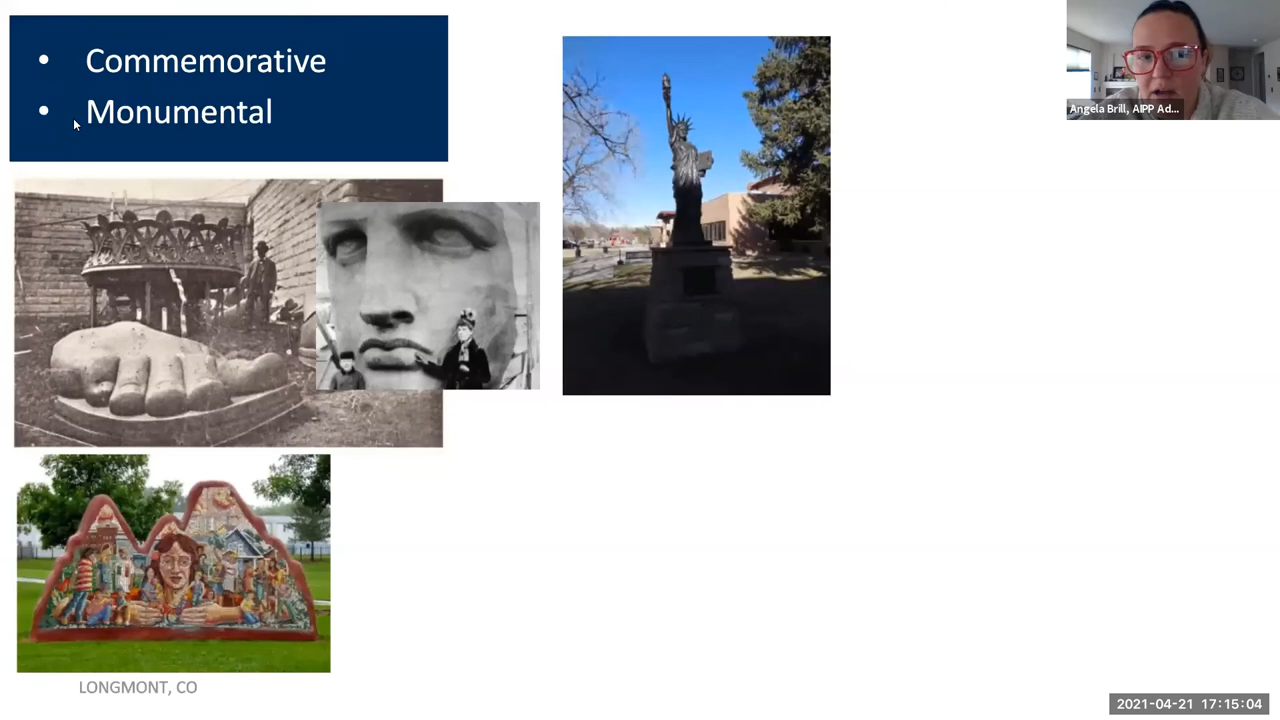 • Commemorative
• Monumental
Angela Brill, AIPP Ad...
LONGMONT, CO
2021-04-21 17:15:04